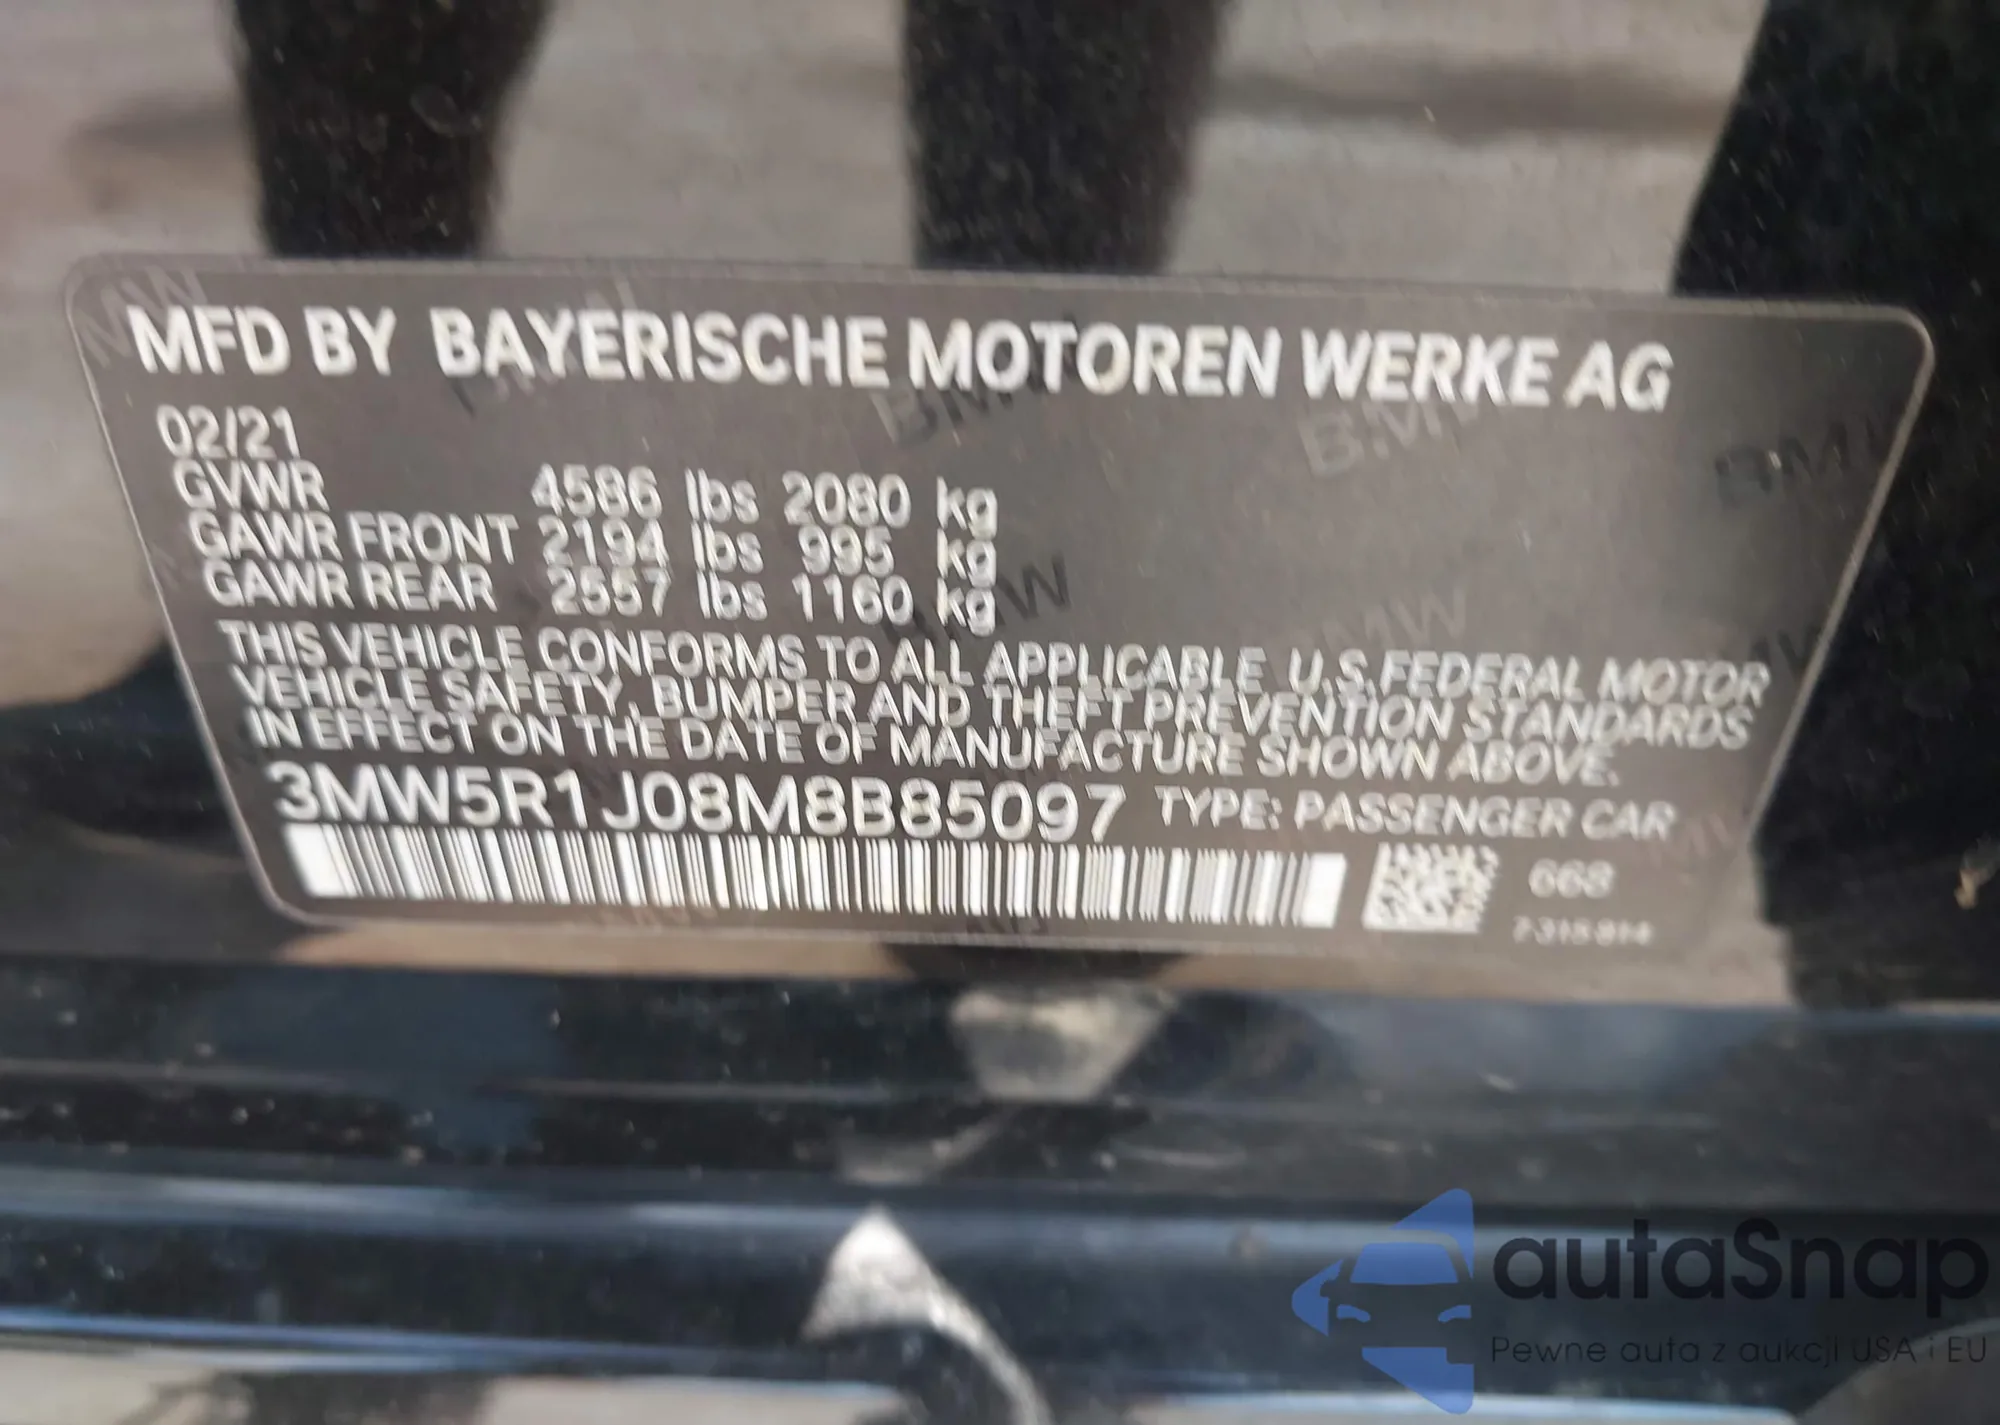 MFD BY BAYERISCHE MOTOREN WERKE AG
02/21
GVWR 4586 lbs 2080 kg
GAWR FRONT 2194 lbs 995 kg
GAWR REAR 2557 lbs 1160 kg
THIS VEHICLE CONFORMS TO ALL APPLICABLE U.S.FEDERAL MOTOR
VEHICLE SAFETY, BUMPER AND THEFT PREVENTION STANDARDS
IN EFFECT ON THE DATE OF MANUFACTURE SHOWN ABOVE.
3MW5R1J08M8B85097 TYPE: PASSENGER CAR
668
7 315 914
autaSnap
Pewne auta z aukcji USA i EU